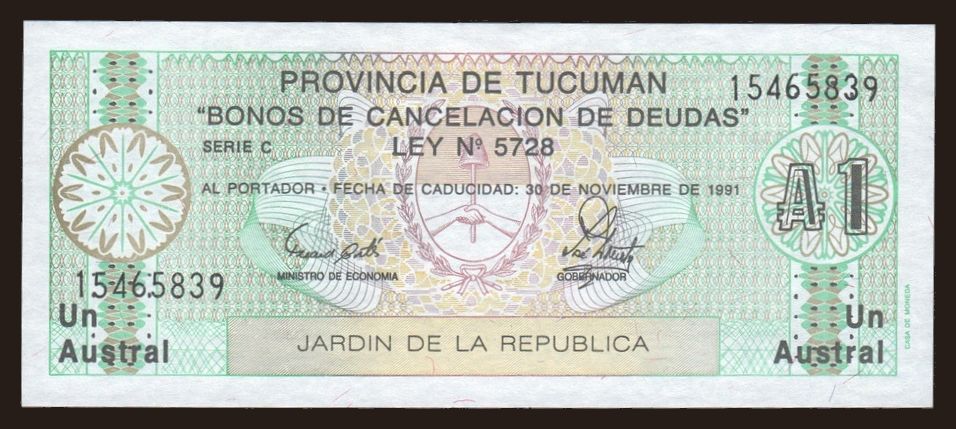 PROVINCIA DE TUCUMAN
15465839
"BONOS DE CANCELACION DE DEUDAS"
SERIE C
LEY Nº 5728
AL PORTADOR • FECHA DE CADUCIDAD: 30 DE NOVIEMBRE DE 1991
₳ 1
MINISTRO DE ECONOMIA
GOBERNADOR
15465839
Un
Austral
JARDIN DE LA REPUBLICA
Un
Austral
CASA DE MONEDA